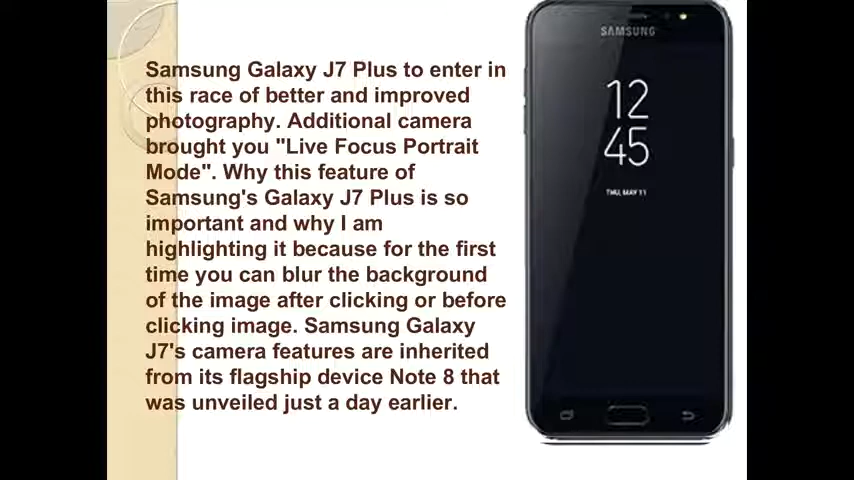 Samsung Galaxy J7 Plus to enter in
this race of better and improved
photography. Additional camera
brought you "Live Focus Portrait
Mode". Why this feature of
Samsung's Galaxy J7 Plus is so
important and why I am
highlighting it because for the first
time you can blur the background
of the image after clicking or before
clicking image. Samsung Galaxy
J7's camera features are inherited
from its flagship device Note 8 that
was unveiled just a day earlier.
SAMSUNG
12
45
THU, MAY 11